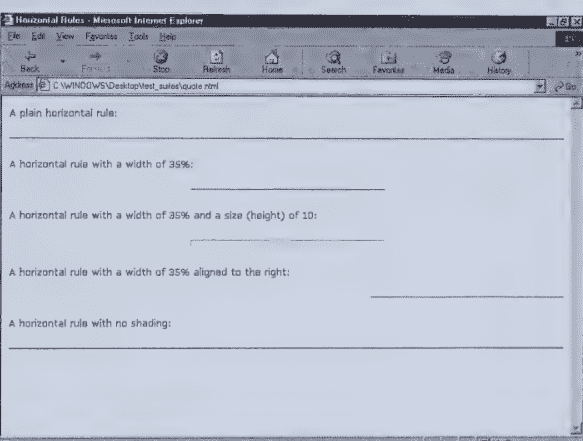 Horizontal Rules - Microsoft Internet Explorer
File Edit View Favorites Tools Help
Back Forward Stop Refresh Home Search Favorites Media History
Address C:\WINDOWS\Desktop\test_suites\quote.html Go
A plain horizontal rule:
A horizontal rule with a width of 35%:
A horizontal rule with a width of 35% and a size (height) of 10:
A horizontal rule with a width of 35% aligned to the right:
A horizontal rule with no shading: